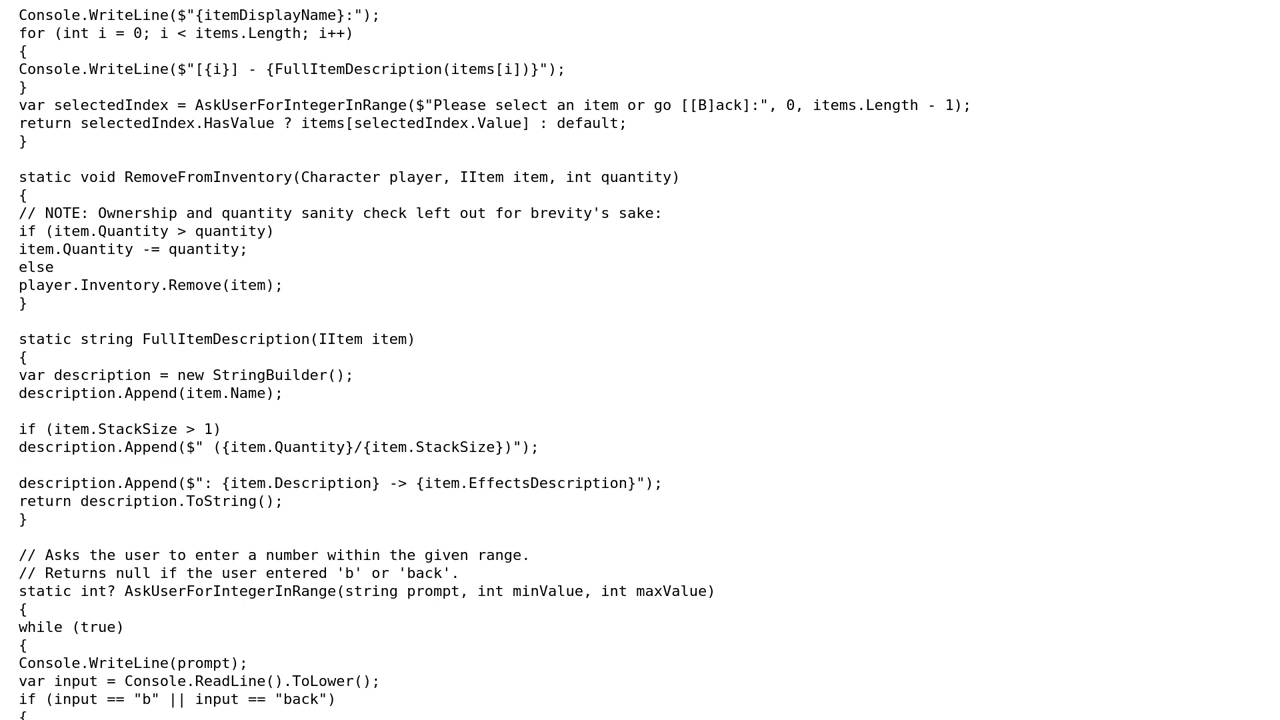 Console.WriteLine($"{itemDisplayName}:");
for (int i = 0; i < items.Length; i++)
{
Console.WriteLine($"[{i}] - {FullItemDescription(items[i])}");
}
var selectedIndex = AskUserForIntegerInRange($"Please select an item or go [[B]ack]:", 0, items.Length - 1);
return selectedIndex.HasValue ? items[selectedIndex.Value] : default;
}

static void RemoveFromInventory(Character player, IItem item, int quantity)
{
// NOTE: Ownership and quantity sanity check left out for brevity's sake:
if (item.Quantity > quantity)
item.Quantity -= quantity;
else
player.Inventory.Remove(item);
}

static string FullItemDescription(IItem item)
{
var description = new StringBuilder();
description.Append(item.Name);

if (item.StackSize > 1)
description.Append($" ({item.Quantity}/{item.StackSize})");

description.Append($": {item.Description} -> {item.EffectsDescription}");
return description.ToString();
}

// Asks the user to enter a number within the given range.
// Returns null if the user entered 'b' or 'back'.
static int? AskUserForIntegerInRange(string prompt, int minValue, int maxValue)
{
while (true)
{
Console.WriteLine(prompt);
var input = Console.ReadLine().ToLower();
if (input == "b" || input == "back")
{